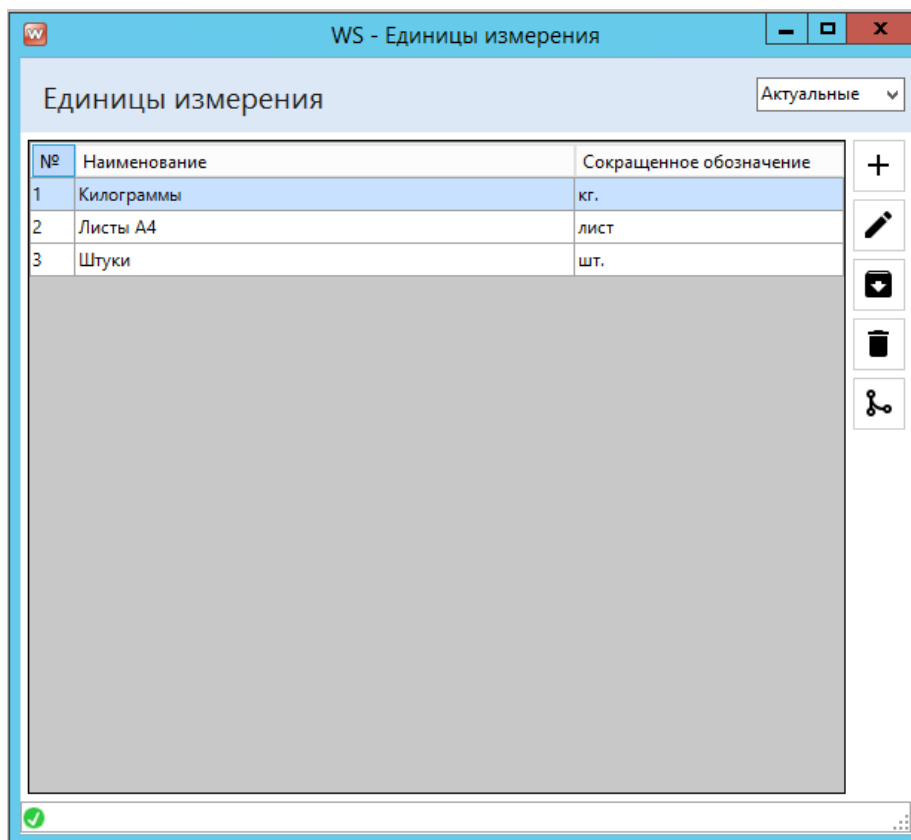 WS - Единицы измерения
Единицы измерения
Актуальные
№ Наименование Сокращенное обозначение
1 Килограммы кг.
2 Листы А4 лист
3 Штуки шт.